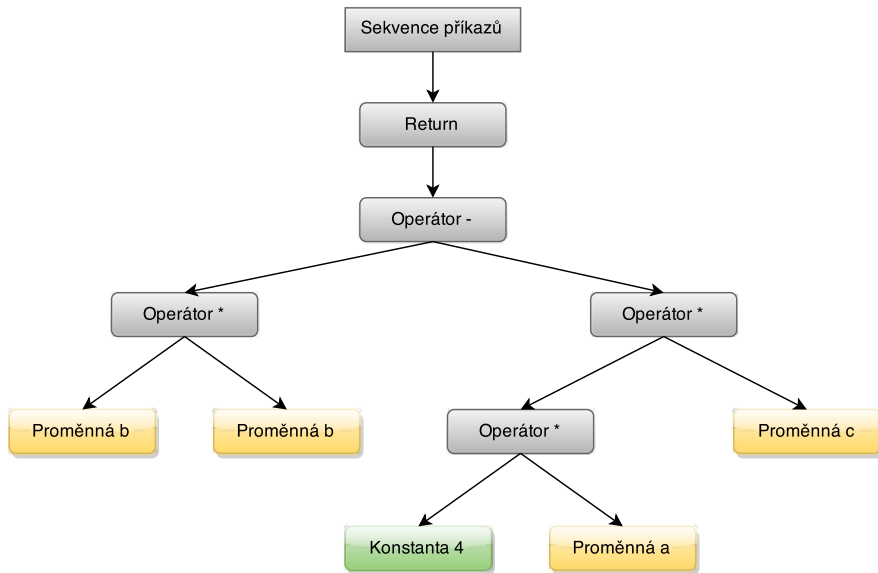 Sekvence příkazů
Return
Operátor -
Operátor *
Operátor *
Proměnná b
Proměnná b
Operátor *
Proměnná c
Konstanta 4
Proměnná a